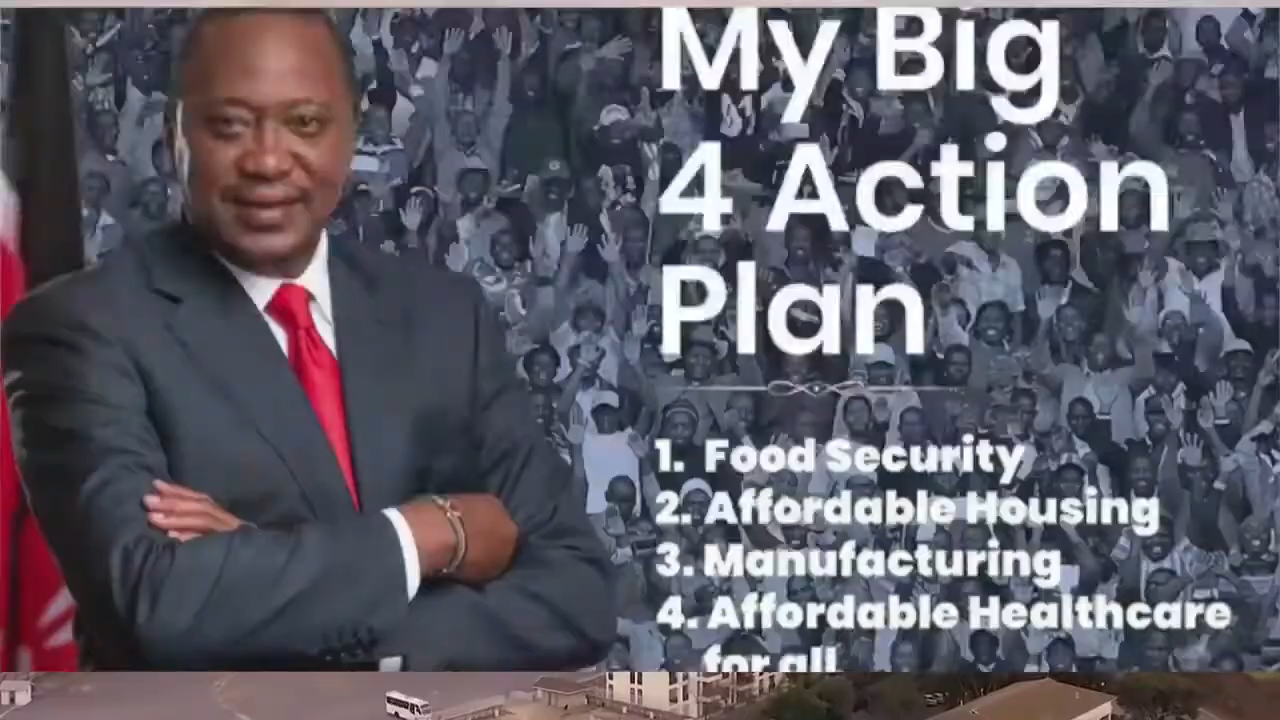 My Big
4 Action
Plan
1. Food Security
2. Affordable Housing
3. Manufacturing
4. Affordable Healthcare
for all